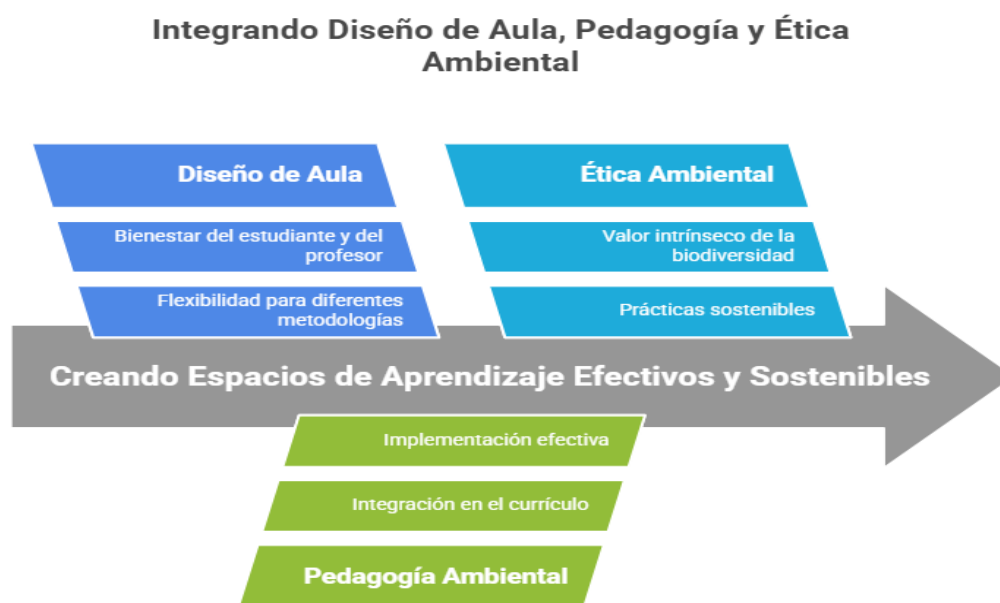 Integrando Diseño de Aula, Pedagogía y Ética
Ambiental
Diseño de Aula
Bienestar del estudiante y del
profesor
Flexibilidad para diferentes
metodologías
Ética Ambiental
Valor intrínseco de la
biodiversidad
Prácticas sostenibles
Creando Espacios de Aprendizaje Efectivos y Sostenibles
Implementación efectiva
Integración en el currículo
Pedagogía Ambiental